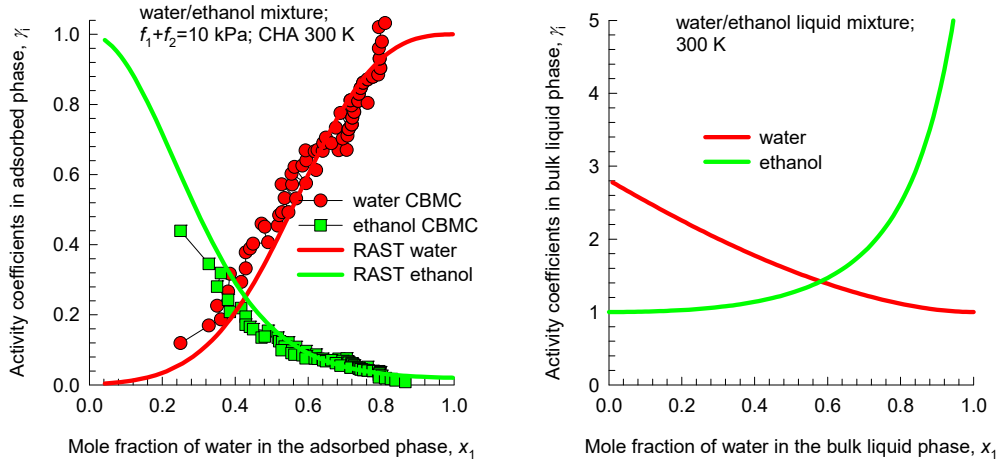 water/ethanol mixture;
f₁+f₂=10 kPa; CHA 300 K
Activity coefficients in adsorbed phase, γᵢ
1.0
0.8
0.6
0.4
0.2
0.0
water CBMC
ethanol CBMC
RAST water
RAST ethanol
0.0 0.2 0.4 0.6 0.8 1.0
Mole fraction of water in the adsorbed phase, x₁
water/ethanol liquid mixture;
300 K
Activity coefficients in bulk liquid phase, γᵢ
5
4
3
2
1
0
water
ethanol
0.0 0.2 0.4 0.6 0.8 1.0
Mole fraction of water in the bulk liquid phase, x₁